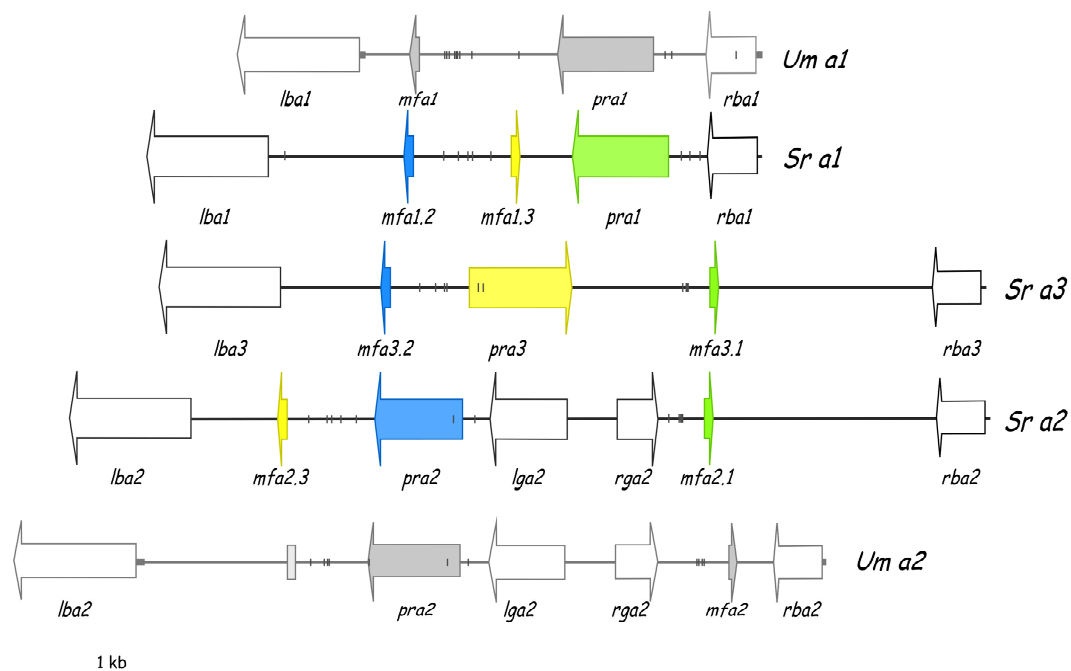 Um a1
lba1 mfa1 pra1 rba1
Sr a1
lba1 mfa1.2 mfa1.3 pra1 rba1
Sr a3
lba3 mfa3.2 pra3 mfa3.1 rba3
Sr a2
lba2 mfa2.3 pra2 lga2 rga2 mfa2.1 rba2
Um a2
lba2 pra2 lga2 rga2 mfa2 rba2
1 kb